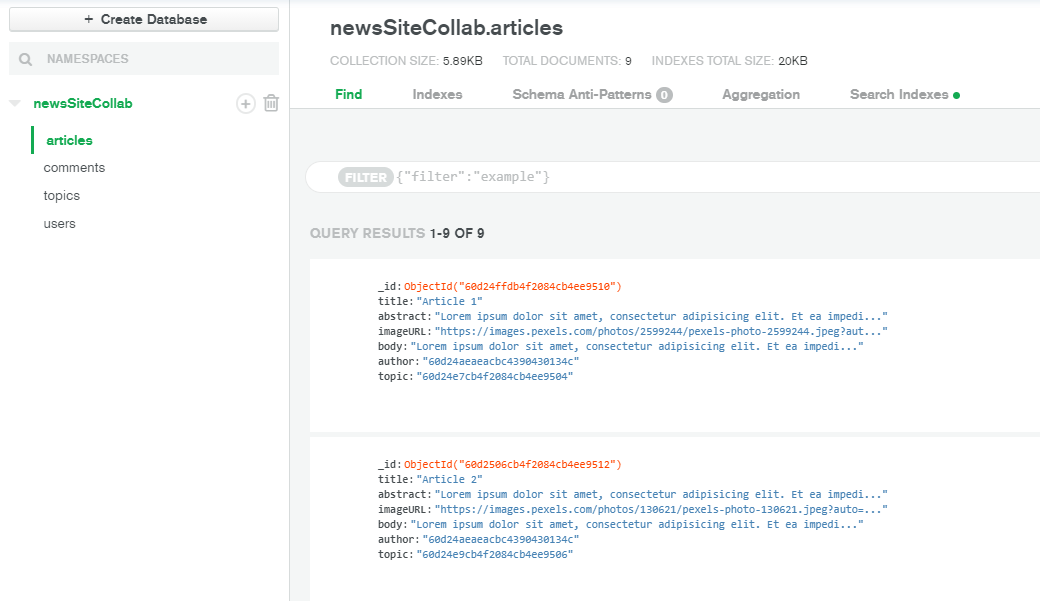 + Create Database
NAMESPACES
newsSiteCollab
articles
comments
topics
users
newsSiteCollab.articles
COLLECTION SIZE: 5.89KB TOTAL DOCUMENTS: 9 INDEXES TOTAL SIZE: 20KB
Find Indexes Schema Anti-Patterns 0 Aggregation Search Indexes
FILTER {"filter":"example"}
QUERY RESULTS 1-9 OF 9
_id:ObjectId("60d24ffdb4f2084cb4ee9510")
title:"Article 1"
abstract:"Lorem ipsum dolor sit amet, consectetur adipisicing elit. Et ea impedi..."
imageURL:"https://images.pexels.com/photos/2599244/pexels-photo-2599244.jpeg?aut..."
body:"Lorem ipsum dolor sit amet, consectetur adipisicing elit. Et ea impedi..."
author:"60d24aeaeacbc4390430134c"
topic:"60d24e7cb4f2084cb4ee9504"
_id:ObjectId("60d2506cb4f2084cb4ee9512")
title:"Article 2"
abstract:"Lorem ipsum dolor sit amet, consectetur adipisicing elit. Et ea impedi..."
imageURL:"https://images.pexels.com/photos/130621/pexels-photo-130621.jpeg?auto=..."
body:"Lorem ipsum dolor sit amet, consectetur adipisicing elit. Et ea impedi..."
author:"60d24aeaeacbc4390430134c"
topic:"60d24e9cb4f2084cb4ee9506"